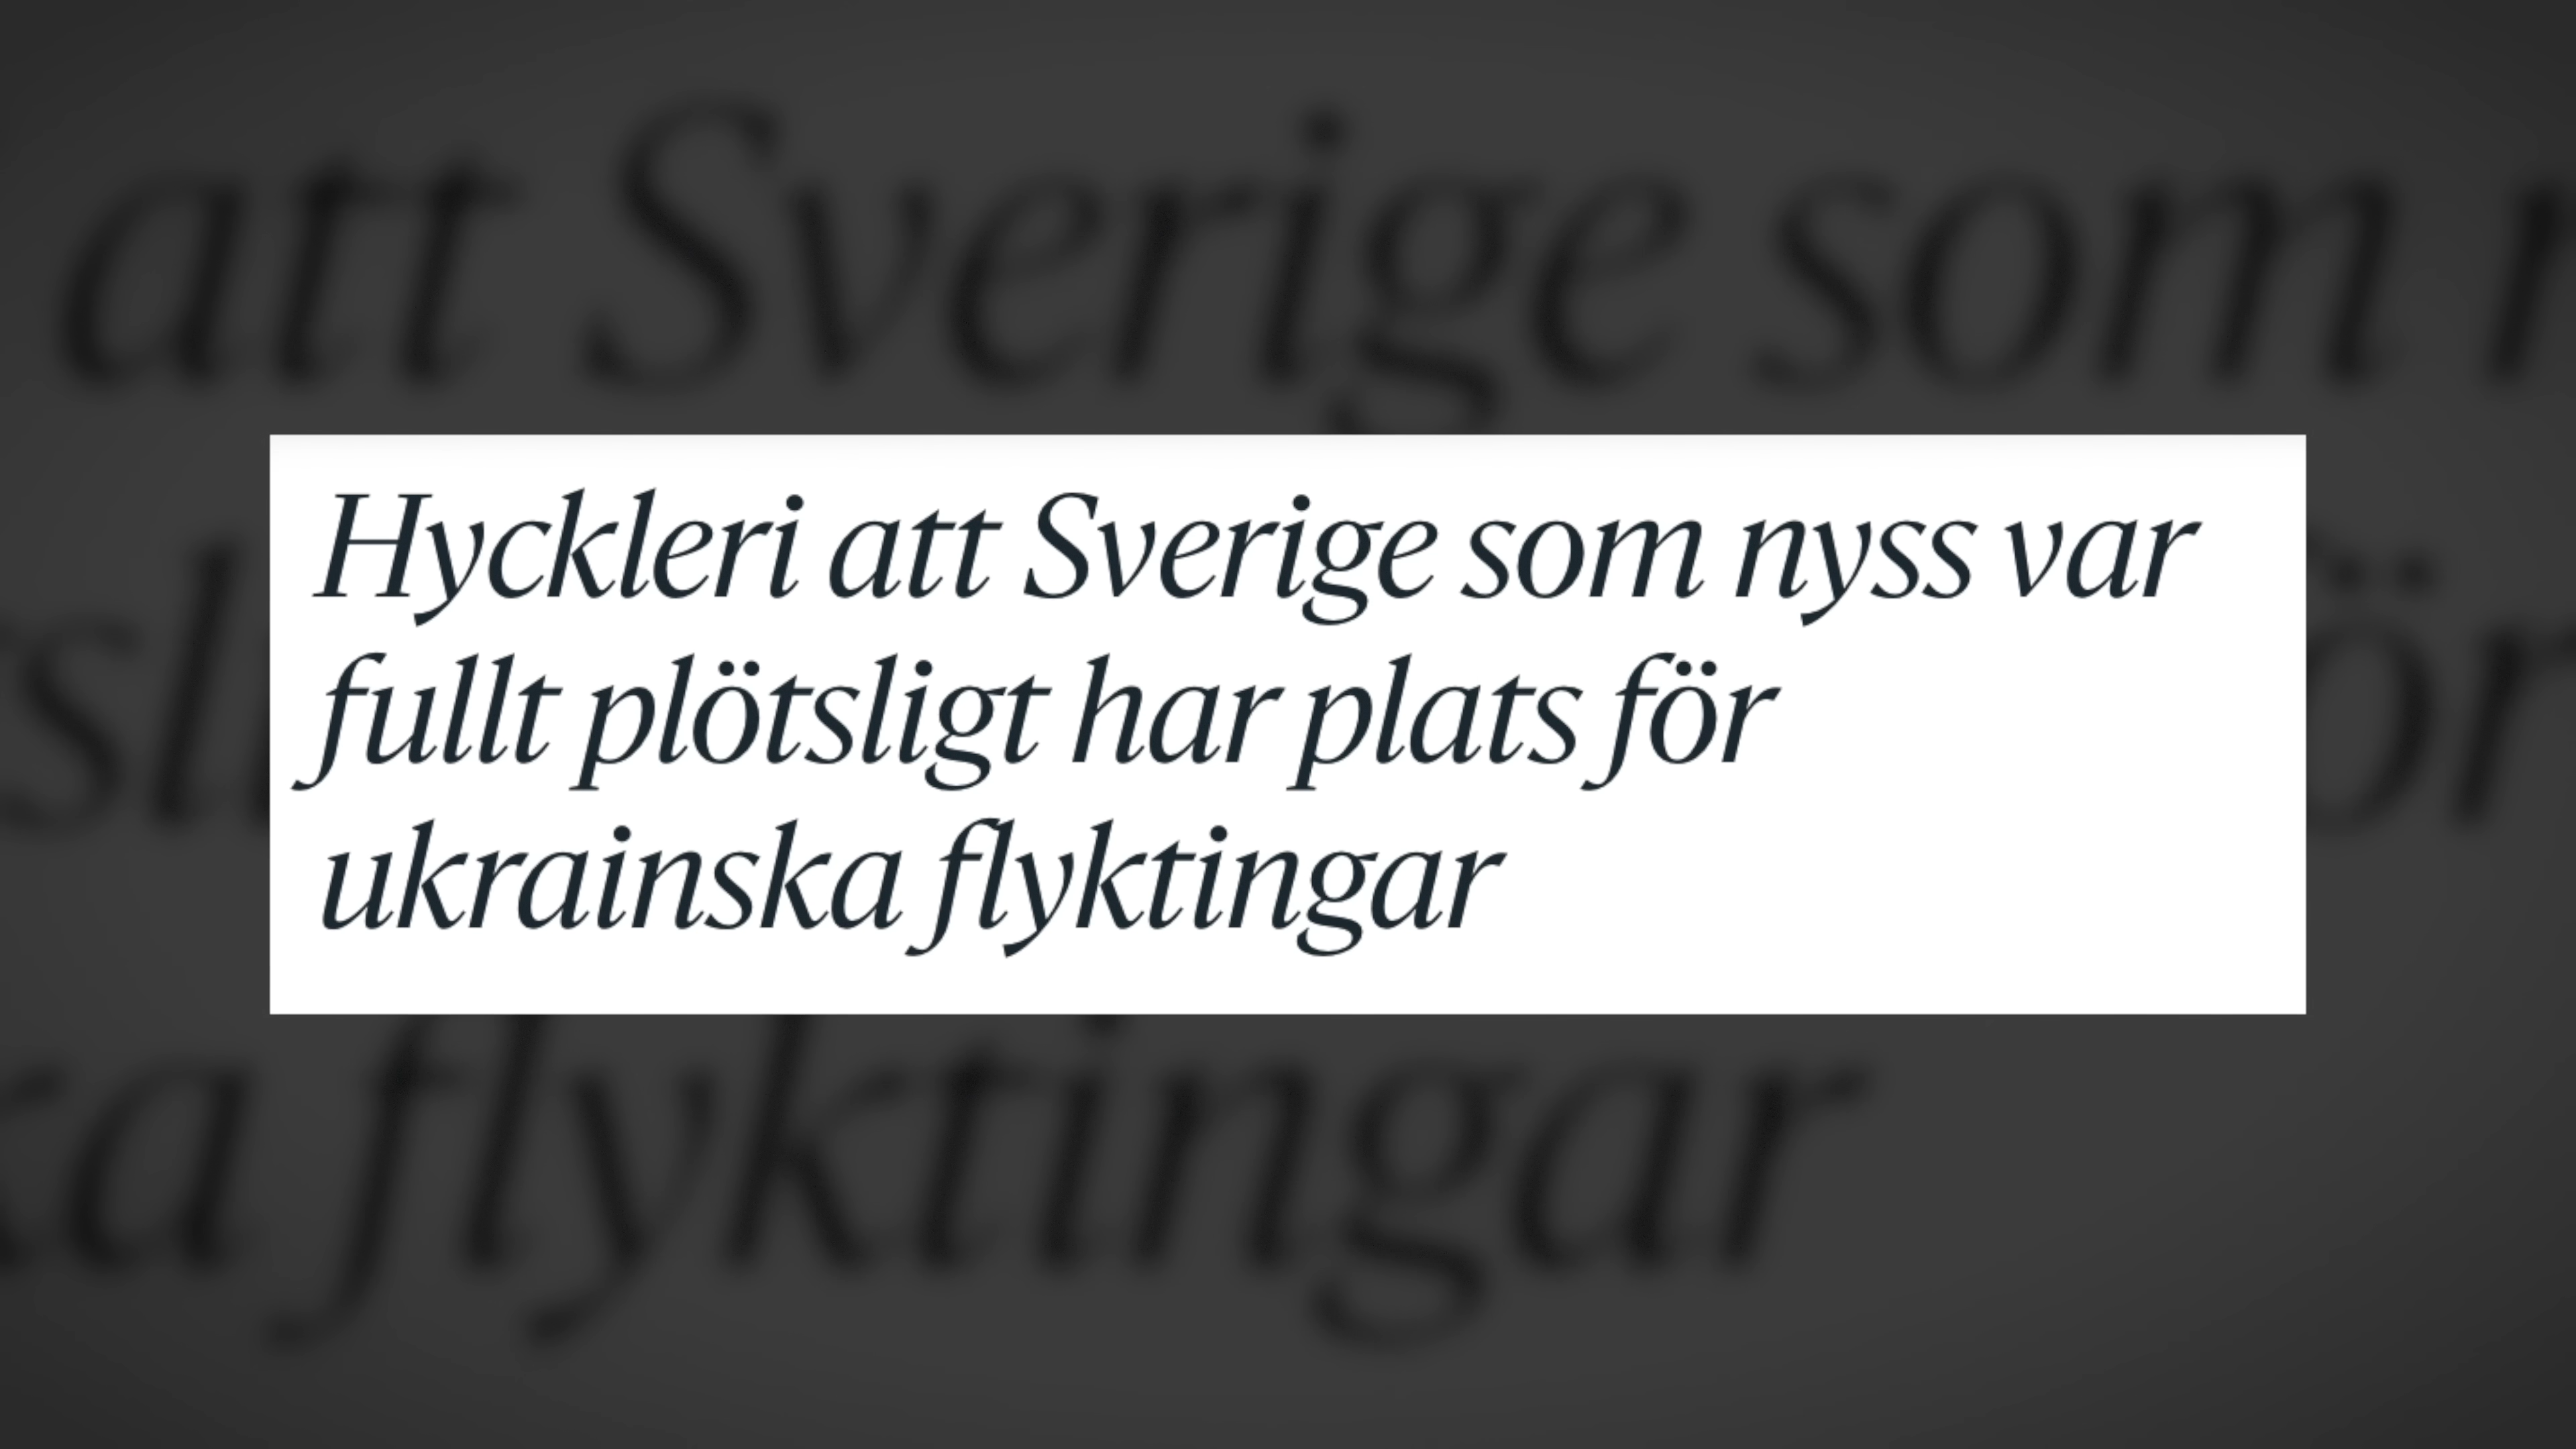 Hyckleri att Sverige som nyss var
fullt plötsligt har plats för
ukrainska flyktingar